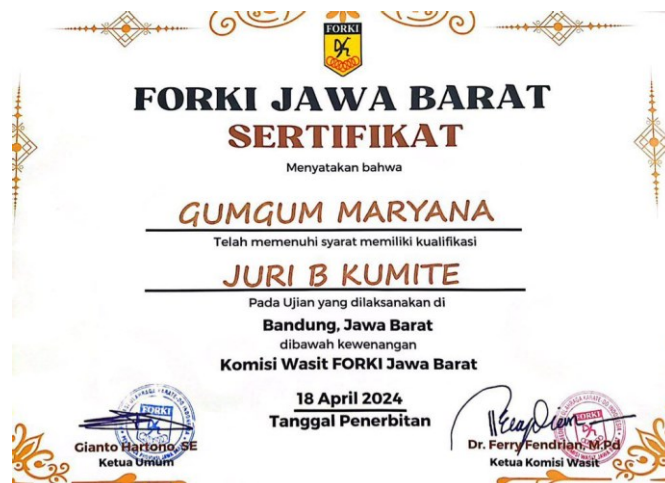 FORKI
FORKI JAWA BARAT
SERTIFIKAT
Menyatakan bahwa
GUMGUM MARYANA
Telah memenuhi syarat memiliki kualifikasi
JURI B KUMITE
Pada Ujian yang dilaksanakan di
Bandung, Jawa Barat
dibawah kewenangan
Komisi Wasit FORKI Jawa Barat
18 April 2024
Tanggal Penerbitan
FORKI
Gianto Hartono, SE
Ketua Umum
FORKI
Dr. Ferry Fendrian, M.Pd
Ketua Komisi Wasit